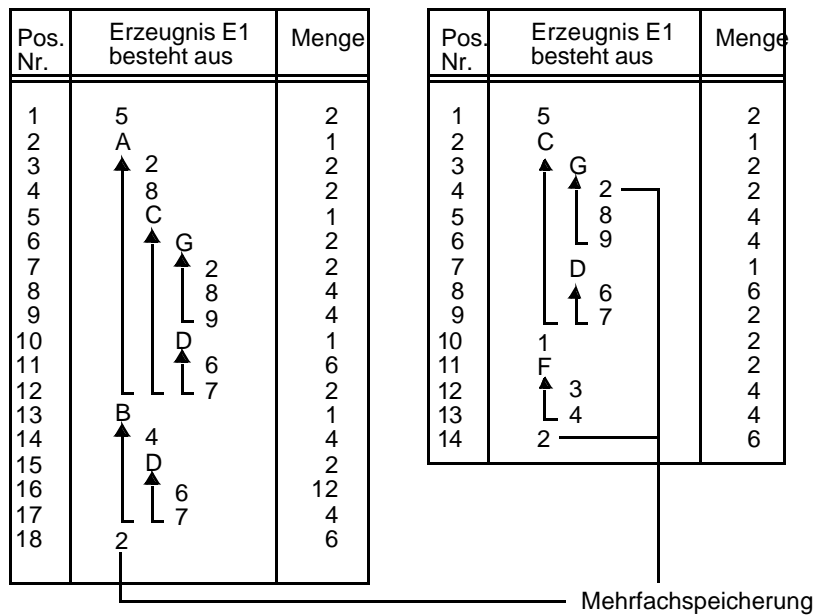 Pos. Nr. Erzeugnis E1 besteht aus Menge
1 5 2
2 A 1
3 2 2
4 8 2
5 C 1
6 G 2
7 2 2
8 8 4
9 9 4
10 D 1
11 6 6
12 7 2
13 B 1
14 4 4
15 D 2
16 6 12
17 7 4
18 2 6
Pos. Nr. Erzeugnis E1 besteht aus Menge
1 5 2
2 C 1
3 G 2
4 2 2
5 8 4
6 9 4
7 D 1
8 6 6
9 7 2
10 1 2
11 F 2
12 3 4
13 4 4
14 2 6
Mehrfachspeicherung